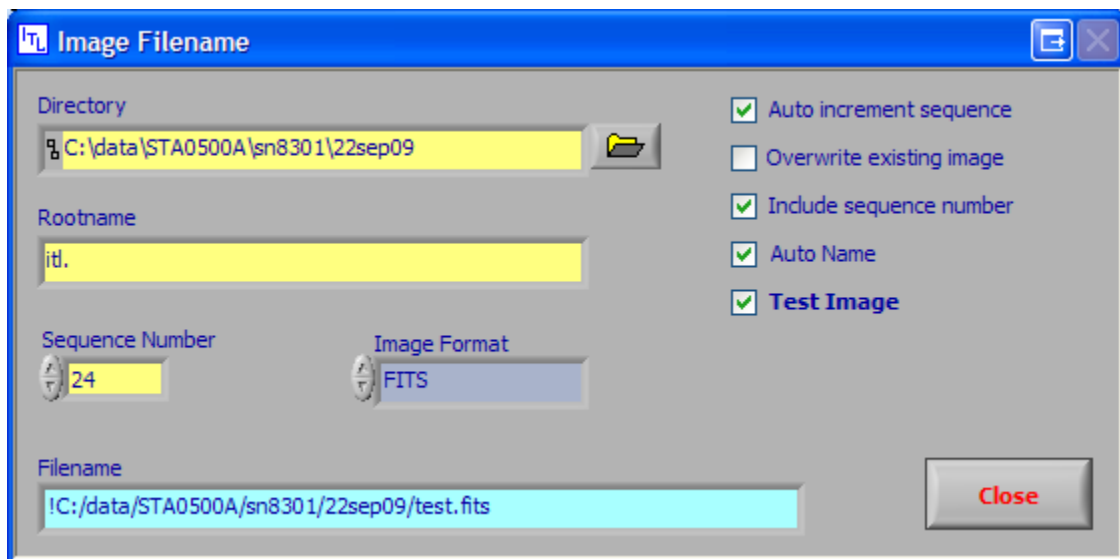 ITL Image Filename
Directory
C:\data\STA0500A\sn8301\22sep09
Rootname
itl.
Sequence Number
24
Image Format
FITS
Filename
!C:/data/STA0500A/sn8301/22sep09/test.fits
Auto increment sequence
Overwrite existing image
Include sequence number
Auto Name
Test Image
Close